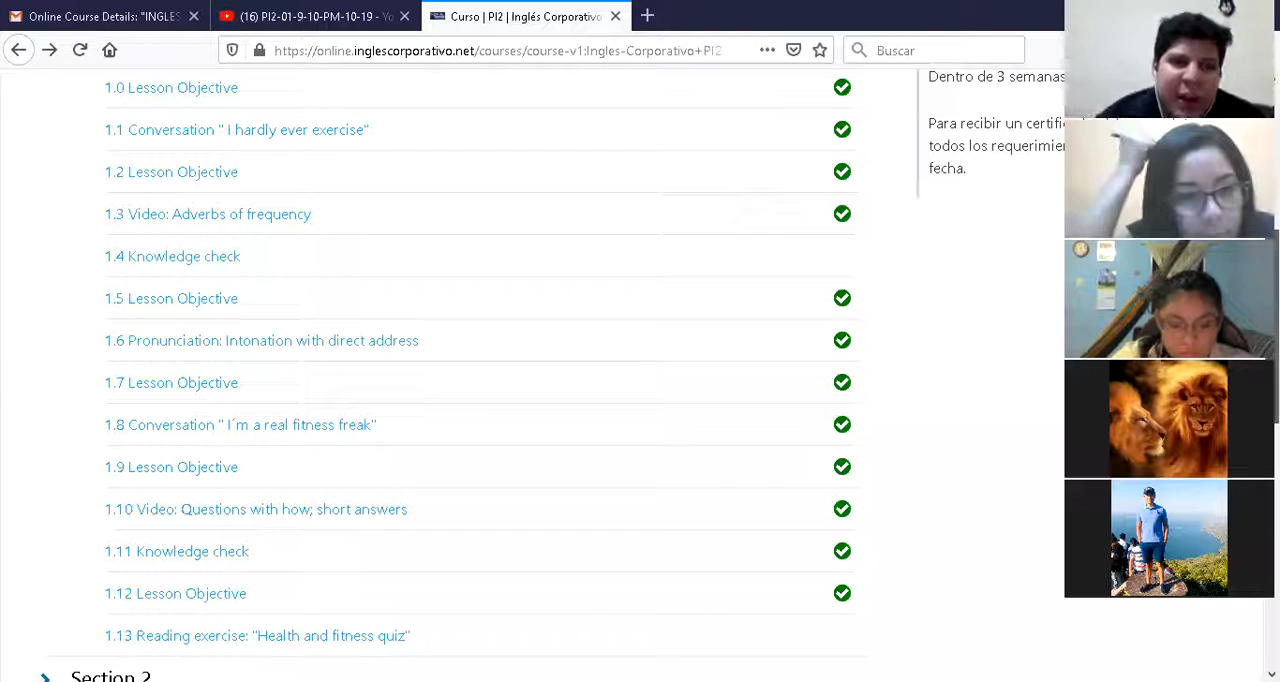 Online Course Details: "INGLES
(16) PI2-01-9-10-PM-10-19 - Yo
Curso | PI2 | Inglés Corporativo
https://online.inglescorporativo.net/courses/course-v1:Ingles-Corporativo+PI2
Buscar
1.0 Lesson Objective
1.1 Conversation " I hardly ever exercise"
1.2 Lesson Objective
1.3 Video: Adverbs of frequency
1.4 Knowledge check
1.5 Lesson Objective
1.6 Pronunciation: Intonation with direct address
1.7 Lesson Objective
1.8 Conversation " I´m a real fitness freak"
1.9 Lesson Objective
1.10 Video: Questions with how; short answers
1.11 Knowledge check
1.12 Lesson Objective
1.13 Reading exercise: "Health and fitness quiz"
Section 2
Dentro de 3 semanas
Para recibir un certifi
todos los requerimie
fecha.